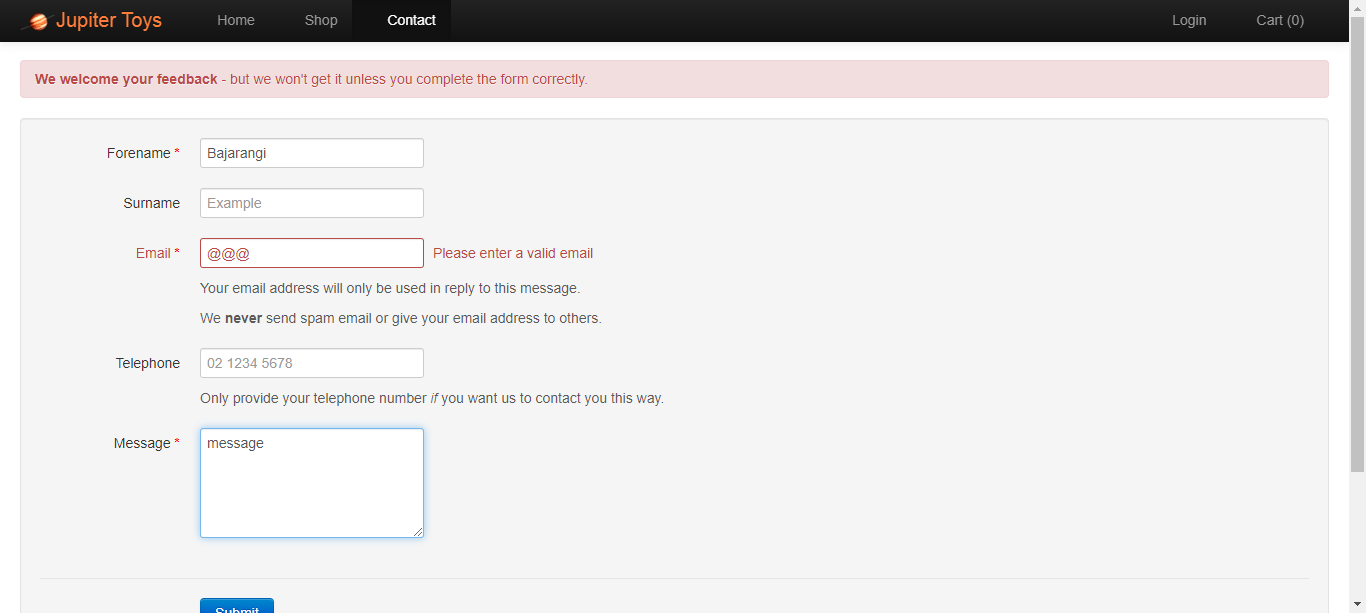 Jupiter Toys Home Shop Contact Login Cart (0)
We welcome your feedback - but we won't get it unless you complete the form correctly.
Forename * Bajarangi
Surname Example
Email * @@@ Please enter a valid email
Your email address will only be used in reply to this message.
We never send spam email or give your email address to others.
Telephone 02 1234 5678
Only provide your telephone number if you want us to contact you this way.
Message * message
Submit